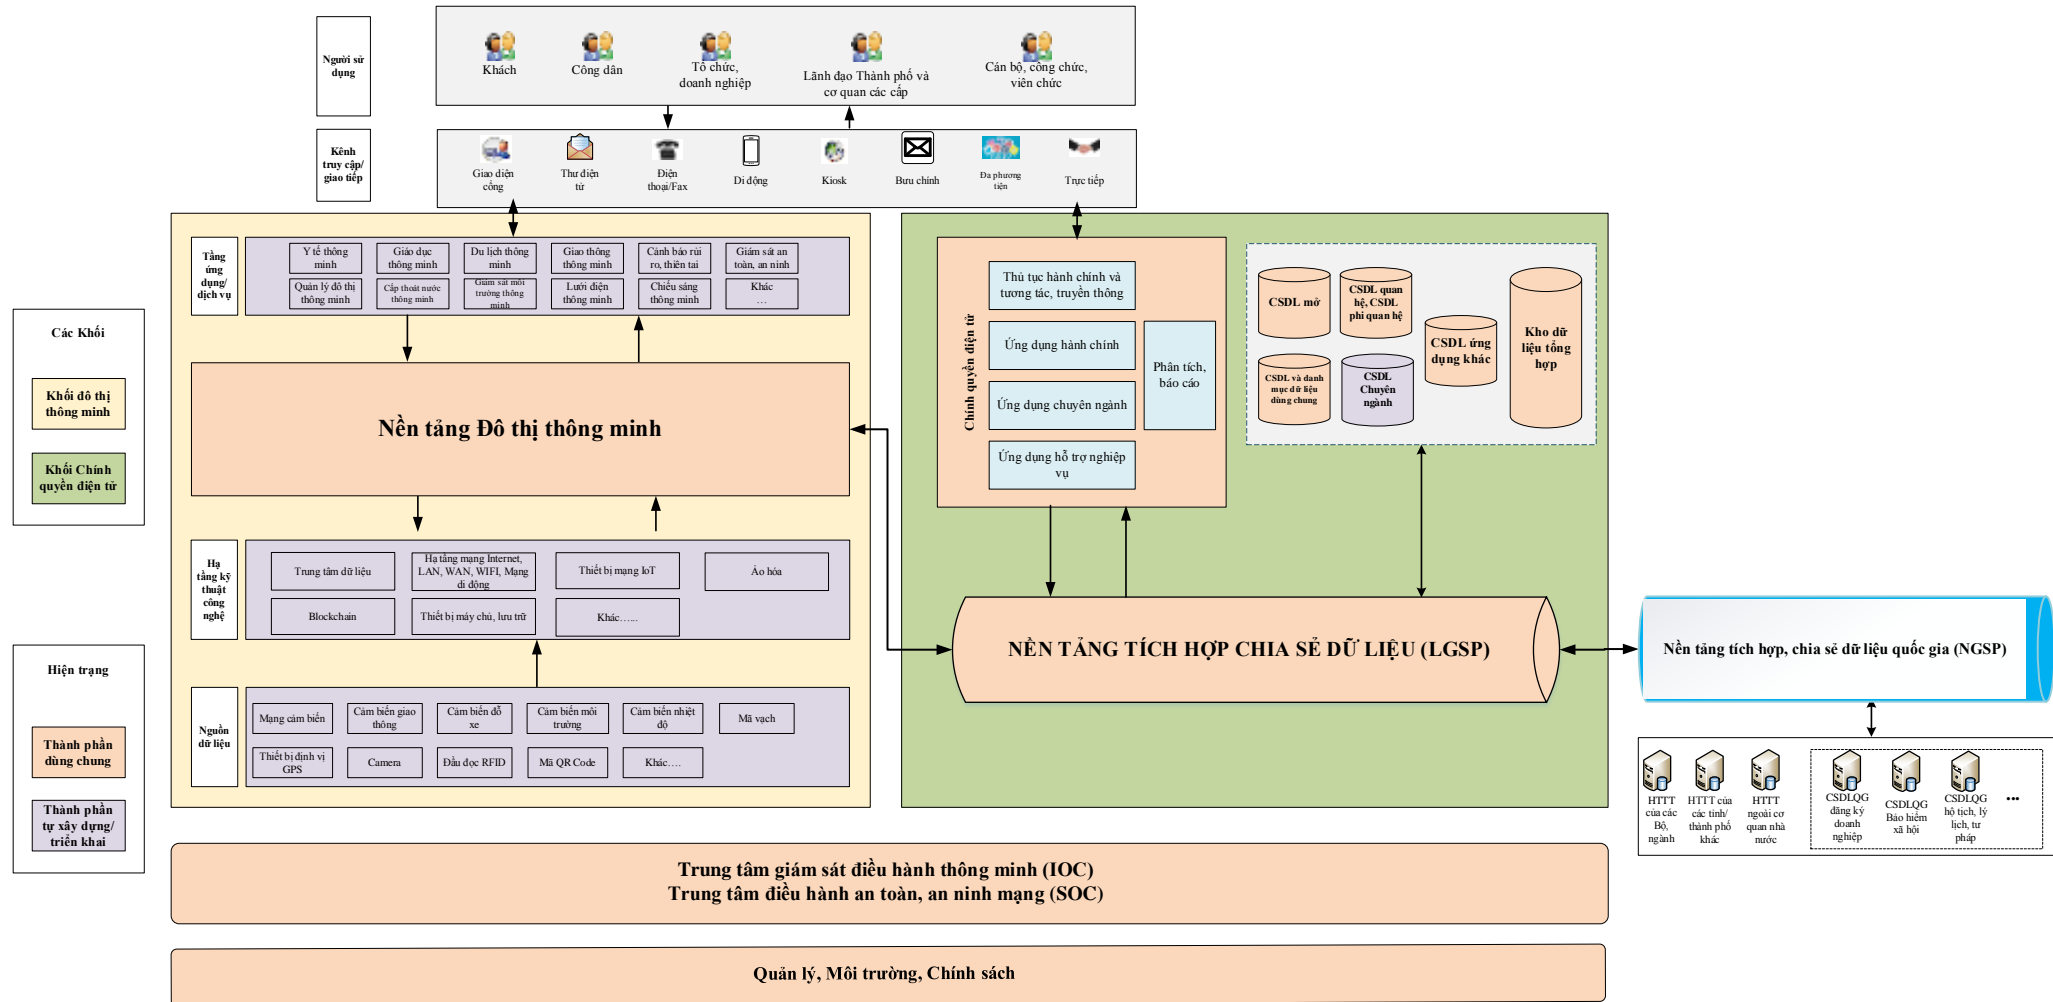 Người sử
dụng
Khách
Công dân
Tổ chức,
doanh nghiệp
Lãnh đạo Thành phố và
cơ quan các cấp
Cán bộ, công chức,
viên chức
Kênh
truy cập/
giao tiếp
Giao diện
cổng
Thư điện
tử
Điện
thoại/Fax
Di động
Kiosk
Bưu chính
Đa phương
tiện
Trực tiếp
Các Khối
Khối đô thị
thông minh
Khối Chính
quyền điện tử
Hiện trạng
Thành phần
dùng chung
Thành phần
tự xây dựng/
triển khai
Tầng
ứng
dụng/
dịch vụ
Y tế thông
minh
Giáo dục
thông minh
Du lịch thông
minh
Giao thông
thông minh
Cảnh báo rủi
ro, thiên tai
Giám sát an
toàn, an ninh
Quản lý đô thị
thông minh
Cấp thoát nước
thông minh
Giám sát môi
trường thông
minh
Lưới điện
thông minh
Chiếu sáng
thông minh
Khác
…
Nền tảng Đô thị thông minh
Hạ
tầng kỹ
thuật
công
nghệ
Trung tâm dữ liệu
Hạ tầng mạng Internet,
LAN, WAN, WIFI, Mạng
di động
Thiết bị mạng IoT
Ảo hóa
Blockchain
Thiết bị máy chủ, lưu trữ
Khác…...
Nguồn
dữ liệu
Mạng cảm biến
Cảm biến giao
thông
Cảm biến đỗ
xe
Cảm biến môi
trường
Cảm biến nhiệt
độ
Mã vạch
Thiết bị định vị
GPS
Camera
Đầu đọc RFID
Mã QR Code
Khác….
Chính quyền điện tử
Thủ tục hành chính và
tương tác, truyền thông
Ứng dụng hành chính
Ứng dụng chuyên ngành
Ứng dụng hỗ trợ nghiệp
vụ
Phân tích,
báo cáo
CSDL mở
CSDL quan
hệ, CSDL
phi quan hệ
CSDL ứng
dụng khác
Kho dữ
liệu tổng
hợp
CSDL và danh
mục dữ liệu
dùng chung
CSDL
Chuyên
ngành
NỀN TẢNG TÍCH HỢP CHIA SẺ DỮ LIỆU (LGSP)
Nền tảng tích hợp, chia sẻ dữ liệu quốc gia (NGSP)
HTTT
của các
Bộ,
ngành
HTTT của
các tỉnh/
thành phố
khác
HTTT
ngoài cơ
quan nhà
nước
CSDLQG
đăng ký
doanh
nghiệp
CSDLQG
Bảo hiểm
xã hội
CSDLQG
hộ tịch, lý
lịch, tư
pháp
...
Trung tâm giám sát điều hành thông minh (IOC)
Trung tâm điều hành an toàn, an ninh mạng (SOC)
Quản lý, Môi trường, Chính sách